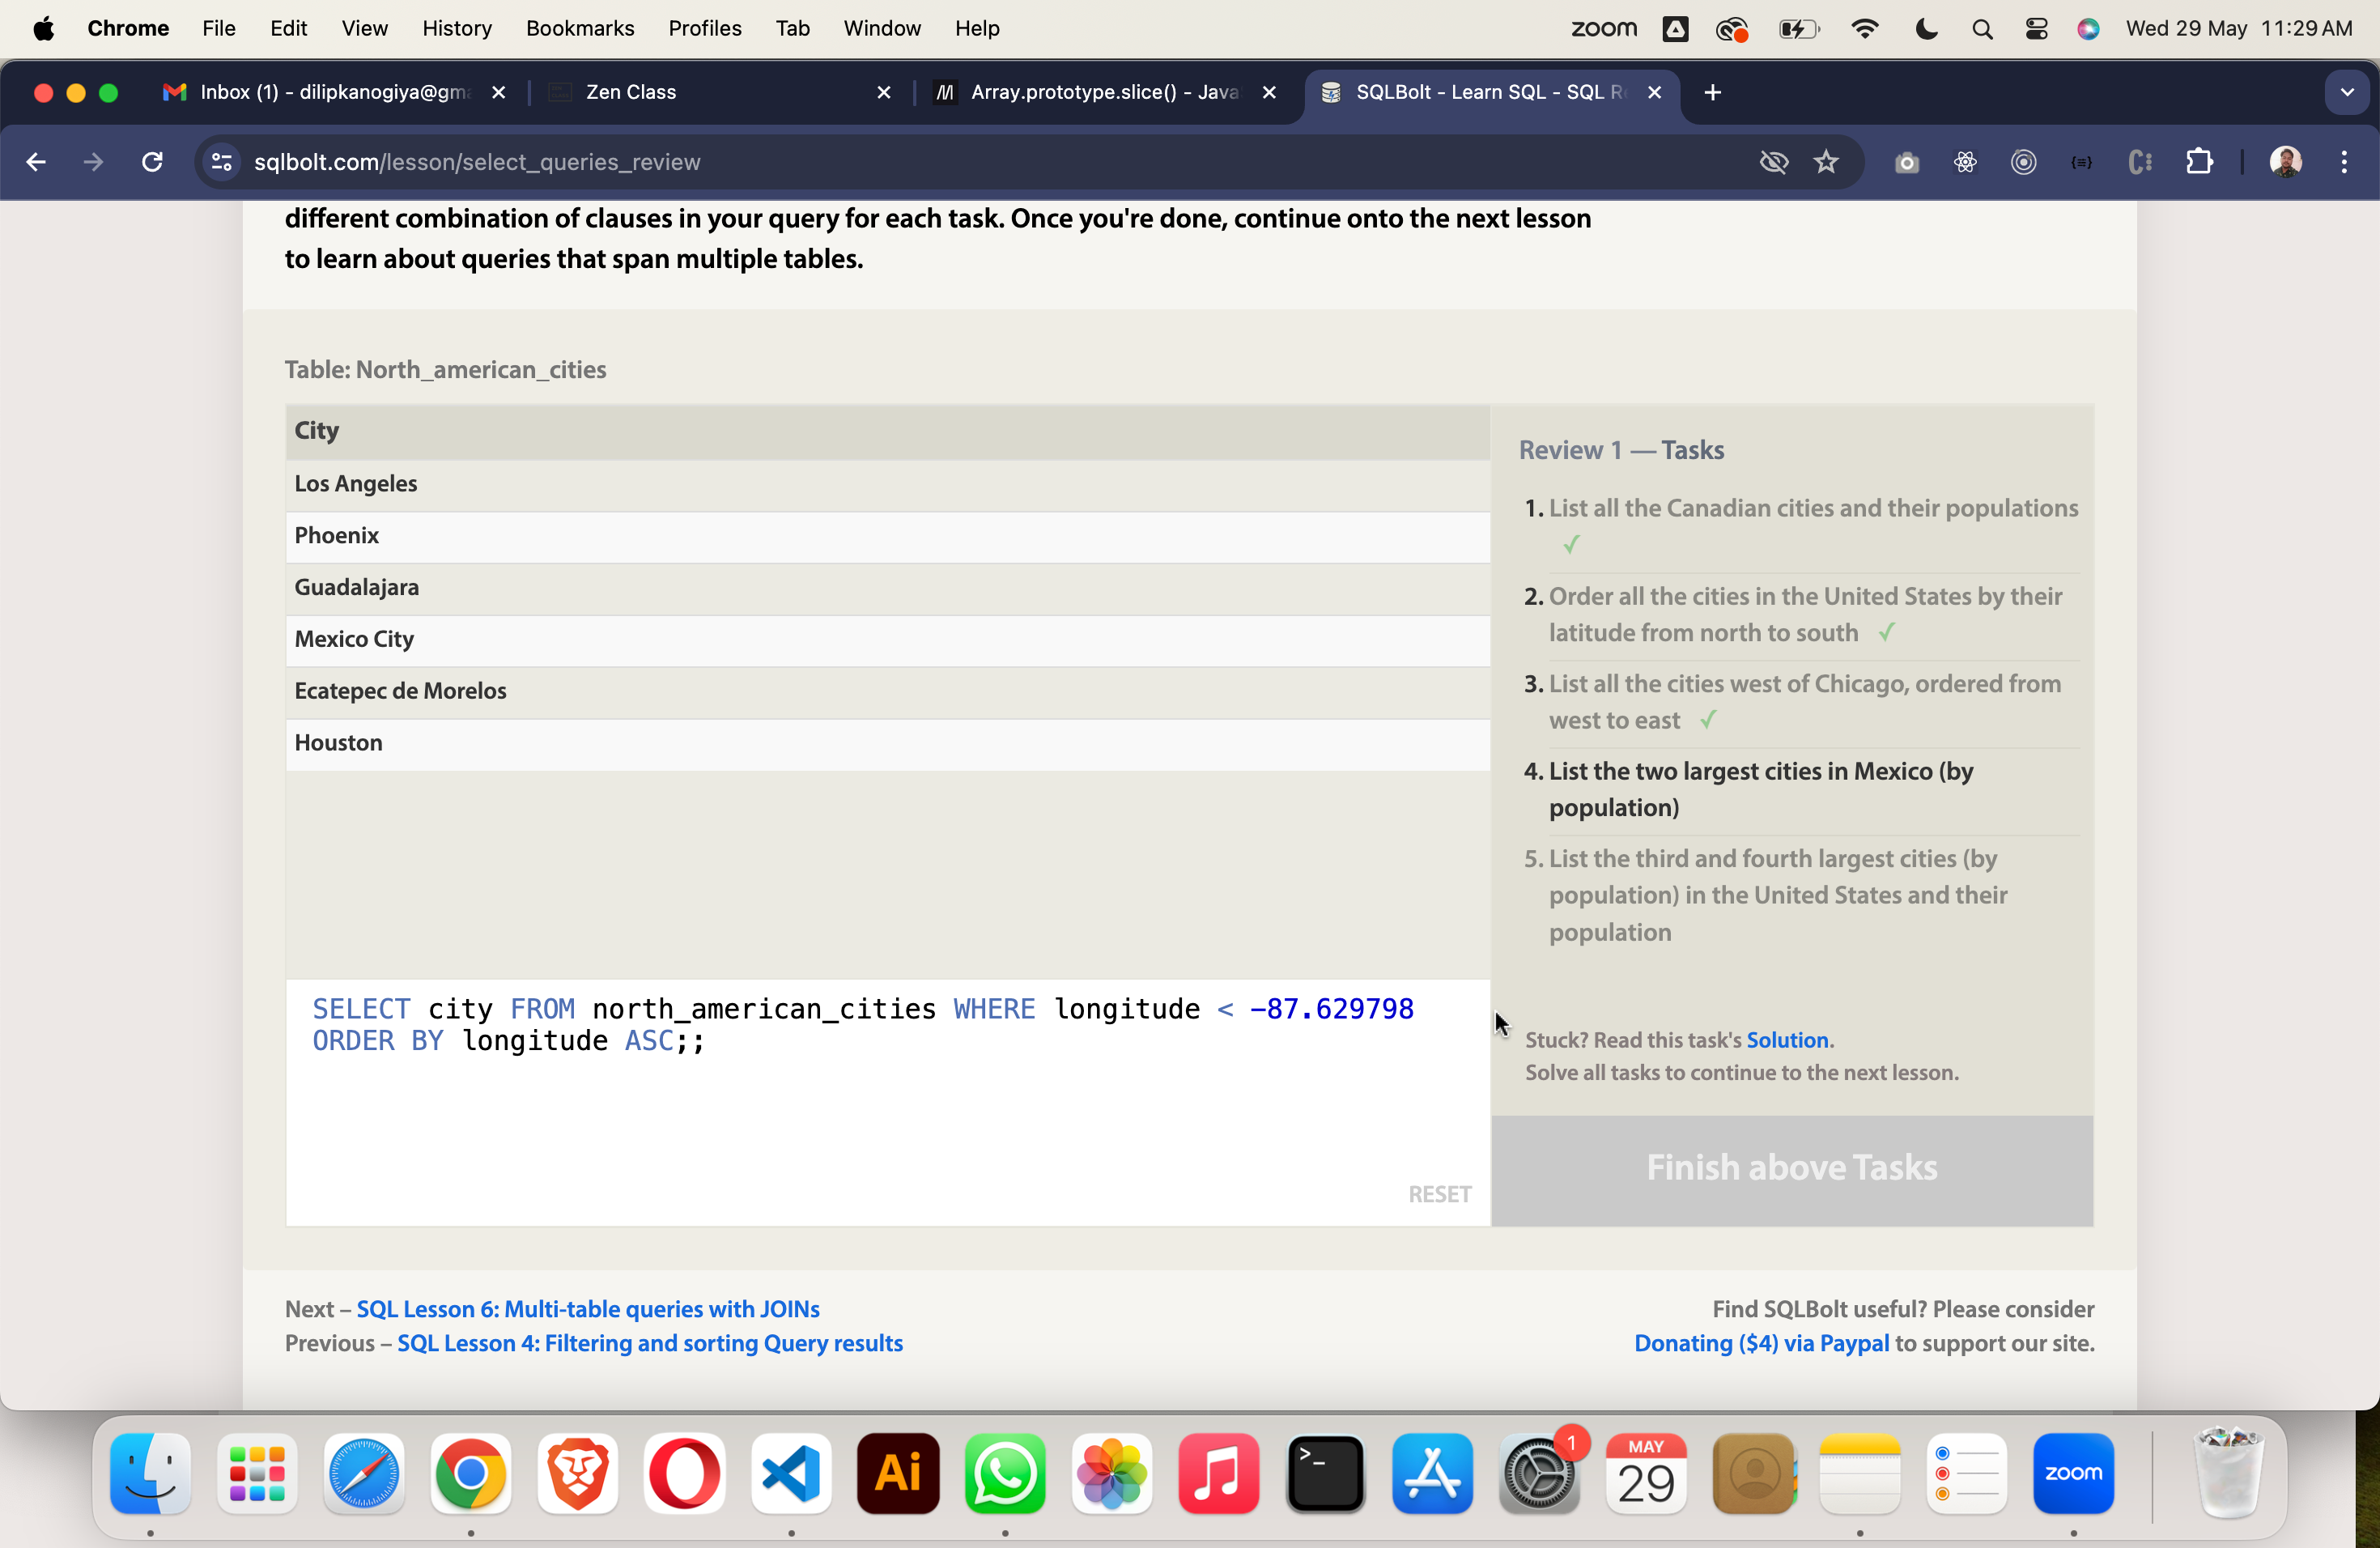 Chrome File Edit View History Bookmarks Profiles Tab Window Help zoom Wed 29 May 11:29 AM
Inbox (1) - dilipkanogiya@gma Zen Class Array.prototype.slice() - Java SQLBolt - Learn SQL - SQL R
sqlbolt.com/lesson/select_queries_review
different combination of clauses in your query for each task. Once you're done, continue onto the next lesson
to learn about queries that span multiple tables.
Table: North_american_cities
City
Los Angeles
Phoenix
Guadalajara
Mexico City
Ecatepec de Morelos
Houston
SELECT city FROM north_american_cities WHERE longitude < -87.629798
ORDER BY longitude ASC;;
RESET
Review 1 — Tasks
1. List all the Canadian cities and their populations
✓
2. Order all the cities in the United States by their
latitude from north to south ✓
3. List all the cities west of Chicago, ordered from
west to east ✓
4. List the two largest cities in Mexico (by
population)
5. List the third and fourth largest cities (by
population) in the United States and their
population
Stuck? Read this task's Solution.
Solve all tasks to continue to the next lesson.
Finish above Tasks
Next – SQL Lesson 6: Multi-table queries with JOINs
Previous – SQL Lesson 4: Filtering and sorting Query results
Find SQLBolt useful? Please consider
Donating ($4) via Paypal to support our site.
Ai
>_
1
MAY
29
zoom